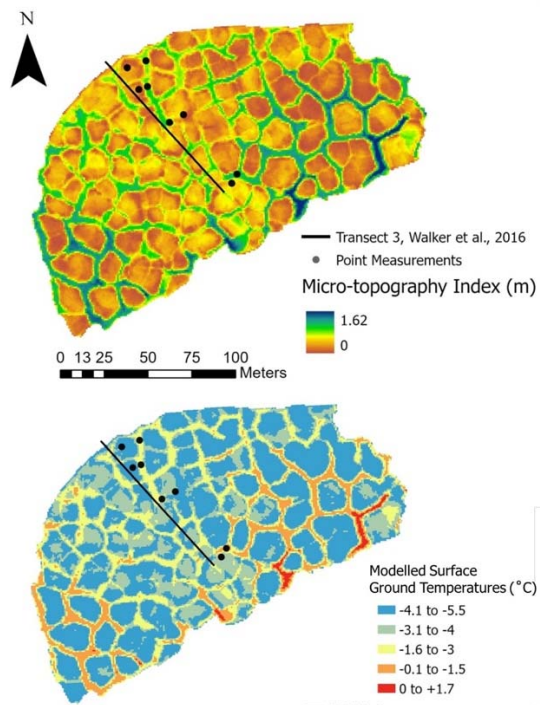 N
Transect 3, Walker et al., 2016
Point Measurements
Micro-topography Index (m)
1.62
0
0 13 25 50 75 100
Meters
Modelled Surface
Ground Temperatures (˚C)
-4.1 to -5.5
-3.1 to -4
-1.6 to -3
-0.1 to -1.5
0 to +1.7